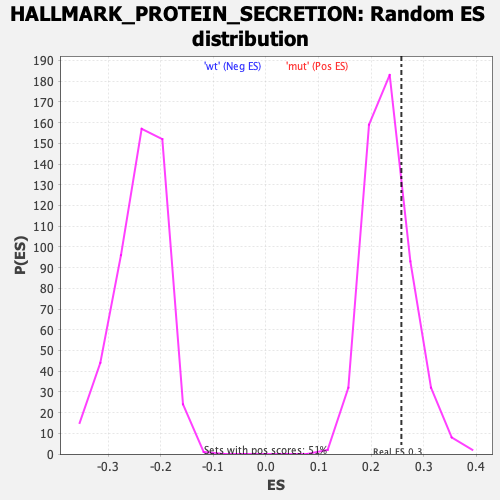 HALLMARK_PROTEIN_SECRETION: Random ES
distribution
'wt' (Neg ES) 'mut' (Pos ES)
190
180
170
160
150
140
130
120
110
100
90
80
70
60
50
40
30
20
10
0
P(ES)
Sets with pos scores: 51%
Real ES 0.3
-0.3 -0.2 -0.1 0.0 0.1 0.2 0.3 0.4
ES